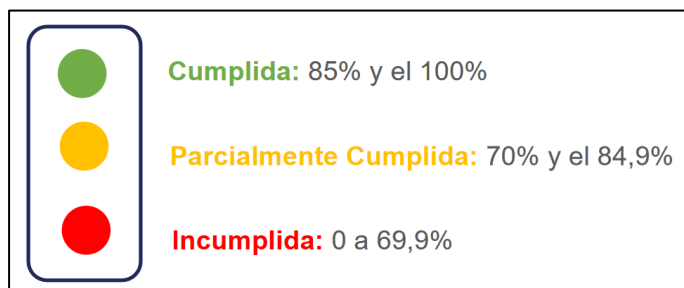 Cumplida: 85% y el 100%
Parcialmente Cumplida: 70% y el 84,9%
Incumplida: 0 a 69,9%